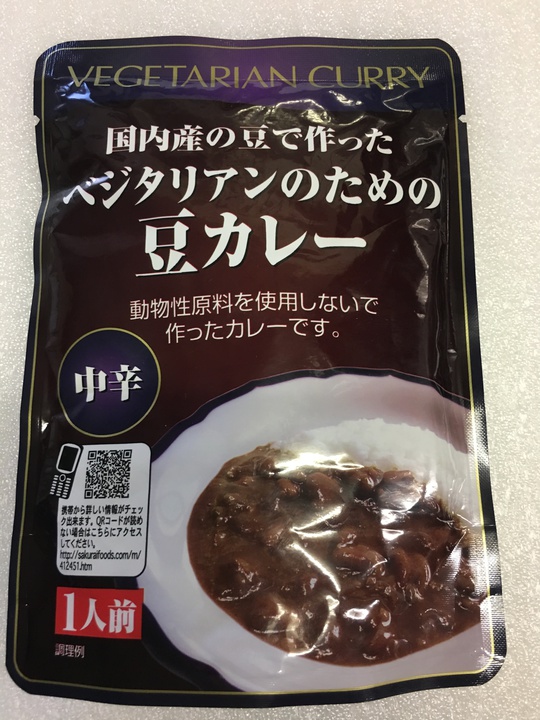 VEGETARIAN CURRY
国内産の豆で作った
ベジタリアンのための
豆カレー
動物性原料を使用しないで
作ったカレーです。
中辛
携帯から詳しい情報がチェッ
ク出来ます。QRコードが読め
ない場合はこちらにアクセス
してください。
http://sakuraifoods.com/m/
412451.htm
1人前
調理例